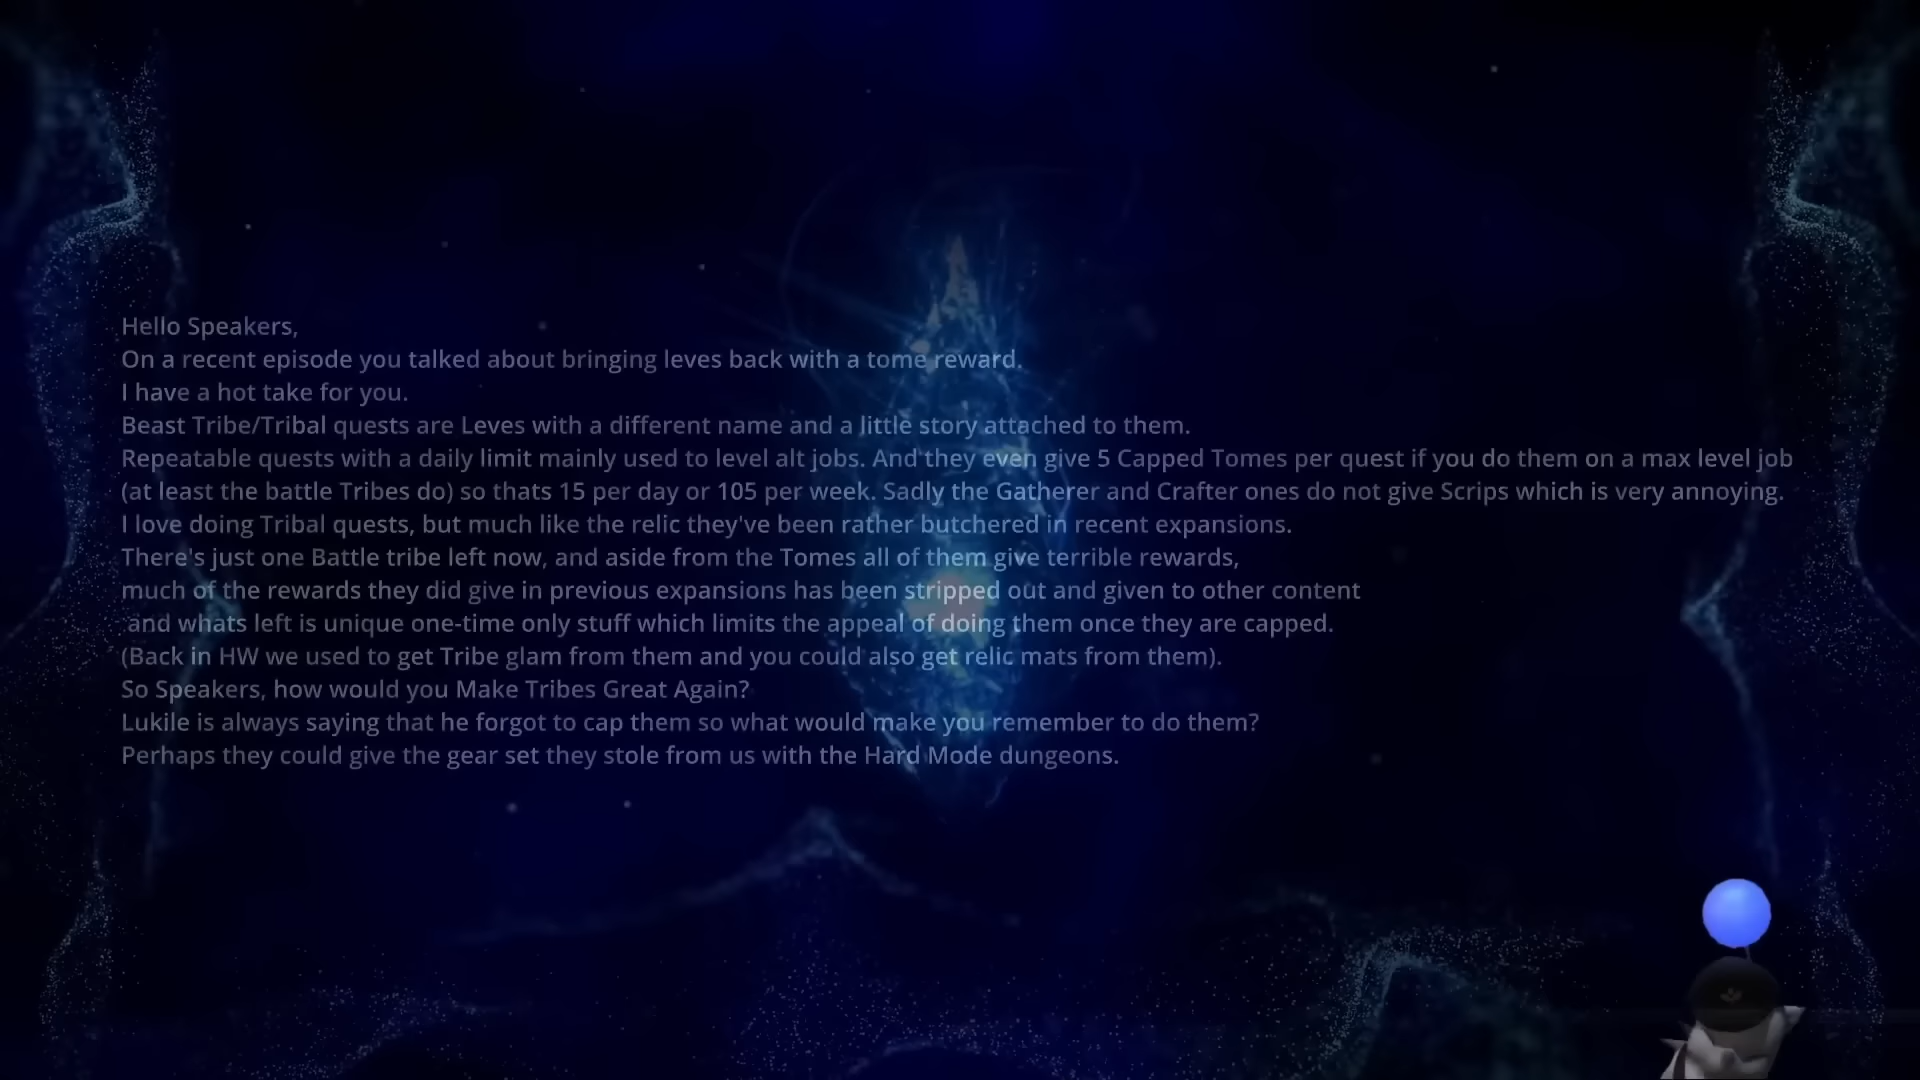 Hello Speakers,
On a recent episode you talked about bringing leves back with a tome reward.
I have a hot take for you.
Beast Tribe/Tribal quests are Leves with a different name and a little story attached to them.
Repeatable quests with a daily limit mainly used to level alt jobs. And they even give 5 Capped Tomes per quest if you do them on a max level job
(at least the battle Tribes do) so thats 15 per day or 105 per week. Sadly the Gatherer and Crafter ones do not give Scrips which is very annoying.
I love doing Tribal quests, but much like the relic they've been rather butchered in recent expansions.
There's just one Battle tribe left now, and aside from the Tomes all of them give terrible rewards,
much of the rewards they did give in previous expansions has been stripped out and given to other content
and whats left is unique one-time only stuff which limits the appeal of doing them once they are capped.
(Back in HW we used to get Tribe glam from them and you could also get relic mats from them).
So Speakers, how would you Make Tribes Great Again?
Lukile is always saying that he forgot to cap them so what would make you remember to do them?
Perhaps they could give the gear set they stole from us with the Hard Mode dungeons.